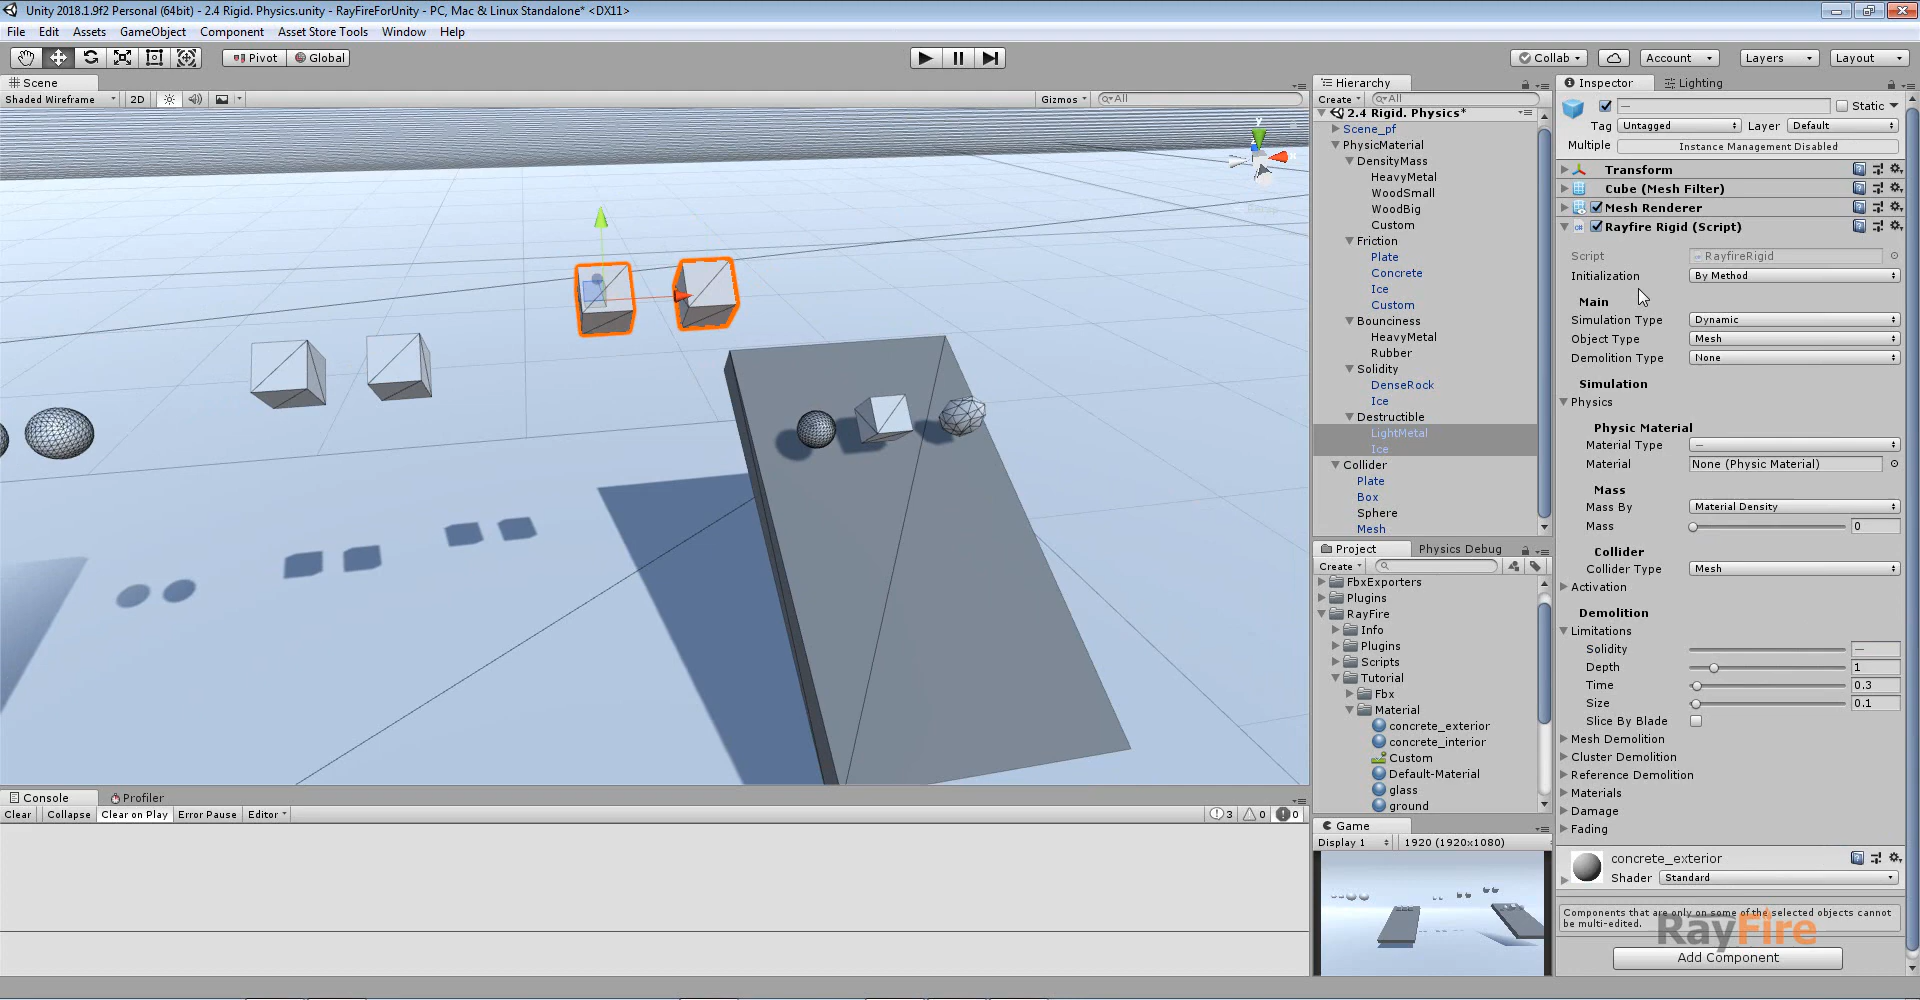 Unity 2018.1.9f2 Personal (64bit) - 2.4 Rigid. Physics.unity - RayFireForUnity - PC, Mac & Linux Standalone* <DX11>
File Edit Assets GameObject Component Asset Store Tools Window Help
Pivot Global
Collab Account Layers Layout
Scene
Shaded Wireframe 2D Gizmos All
y
x
Hierarchy
Create All
2.4 Rigid. Physics*
Scene_pf
PhysicMaterial
DensityMass
HeavyMetal
WoodSmall
WoodBig
Custom
Friction
Plate
Concrete
Ice
Custom
Bounciness
HeavyMetal
Rubber
Solidity
DenseRock
Ice
Destructible
LightMetal
Ice
Collider
Plate
Box
Sphere
Mesh
Project Physics Debug
Create
FbxExporters
Plugins
RayFire
Info
Plugins
Scripts
Tutorial
Fbx
Material
concrete_exterior
concrete_interior
Custom
Default-Material
glass
ground
Game
Display 1 1920 (1920x1080)
Inspector Lighting
— Static
Tag Untagged Layer Default
Multiple Instance Management Disabled
Transform
Cube (Mesh Filter)
Mesh Renderer
Rayfire Rigid (Script)
Script RayfireRigid
Initialization By Method
Main
Simulation Type Dynamic
Object Type Mesh
Demolition Type None
Simulation
Physics
Physic Material
Material Type —
Material None (Physic Material)
Mass
Mass By Material Density
Mass 0
Collider
Collider Type Mesh
Activation
Demolition
Limitations
Solidity —
Depth 1
Time 0.3
Size 0.1
Slice By Blade
Mesh Demolition
Cluster Demolition
Reference Demolition
Materials
Damage
Fading
concrete_exterior
Shader Standard
Components that are only on some of the selected objects cannot
be multi-edited.
RayFire
Add Component
Console Profiler
Clear Collapse Clear on Play Error Pause Editor 3 0 0